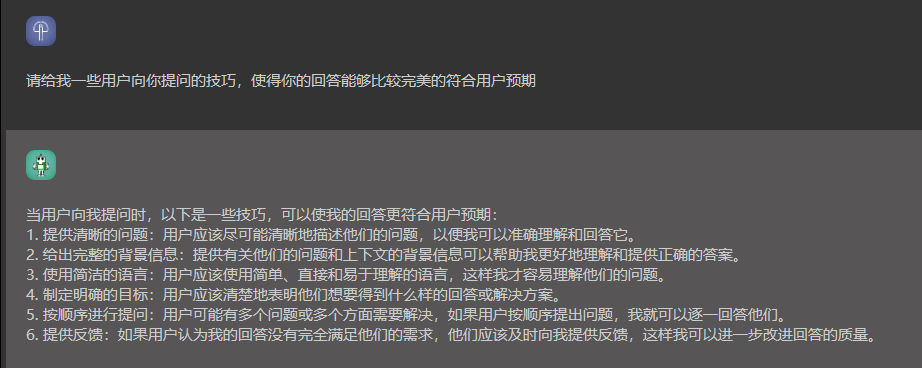 请给我一些用户向你提问的技巧，使得你的回答能够比较完美的符合用户预期
当用户向我提问时，以下是一些技巧，可以使我的回答更符合用户预期：
1. 提供清晰的问题：用户应该尽可能清晰地描述他们的问题，以便我可以准确理解和回答它。
2. 给出完整的背景信息：提供有关他们的问题和上下文的背景信息可以帮助我更好地理解和提供正确的答案。
3. 使用简洁的语言：用户应该使用简单、直接和易于理解的语言，这样我才容易理解他们的问题。
4. 制定明确的目标：用户应该清楚地表明他们想要得到什么样的回答或解决方案。
5. 按顺序进行提问：用户可能有多个问题或多个方面需要解决，如果用户按顺序提出问题，我就可以逐一回答他们。
6. 提供反馈：如果用户认为我的回答没有完全满足他们的需求，他们应该及时向我提供反馈，这样我可以进一步改进回答的质量。